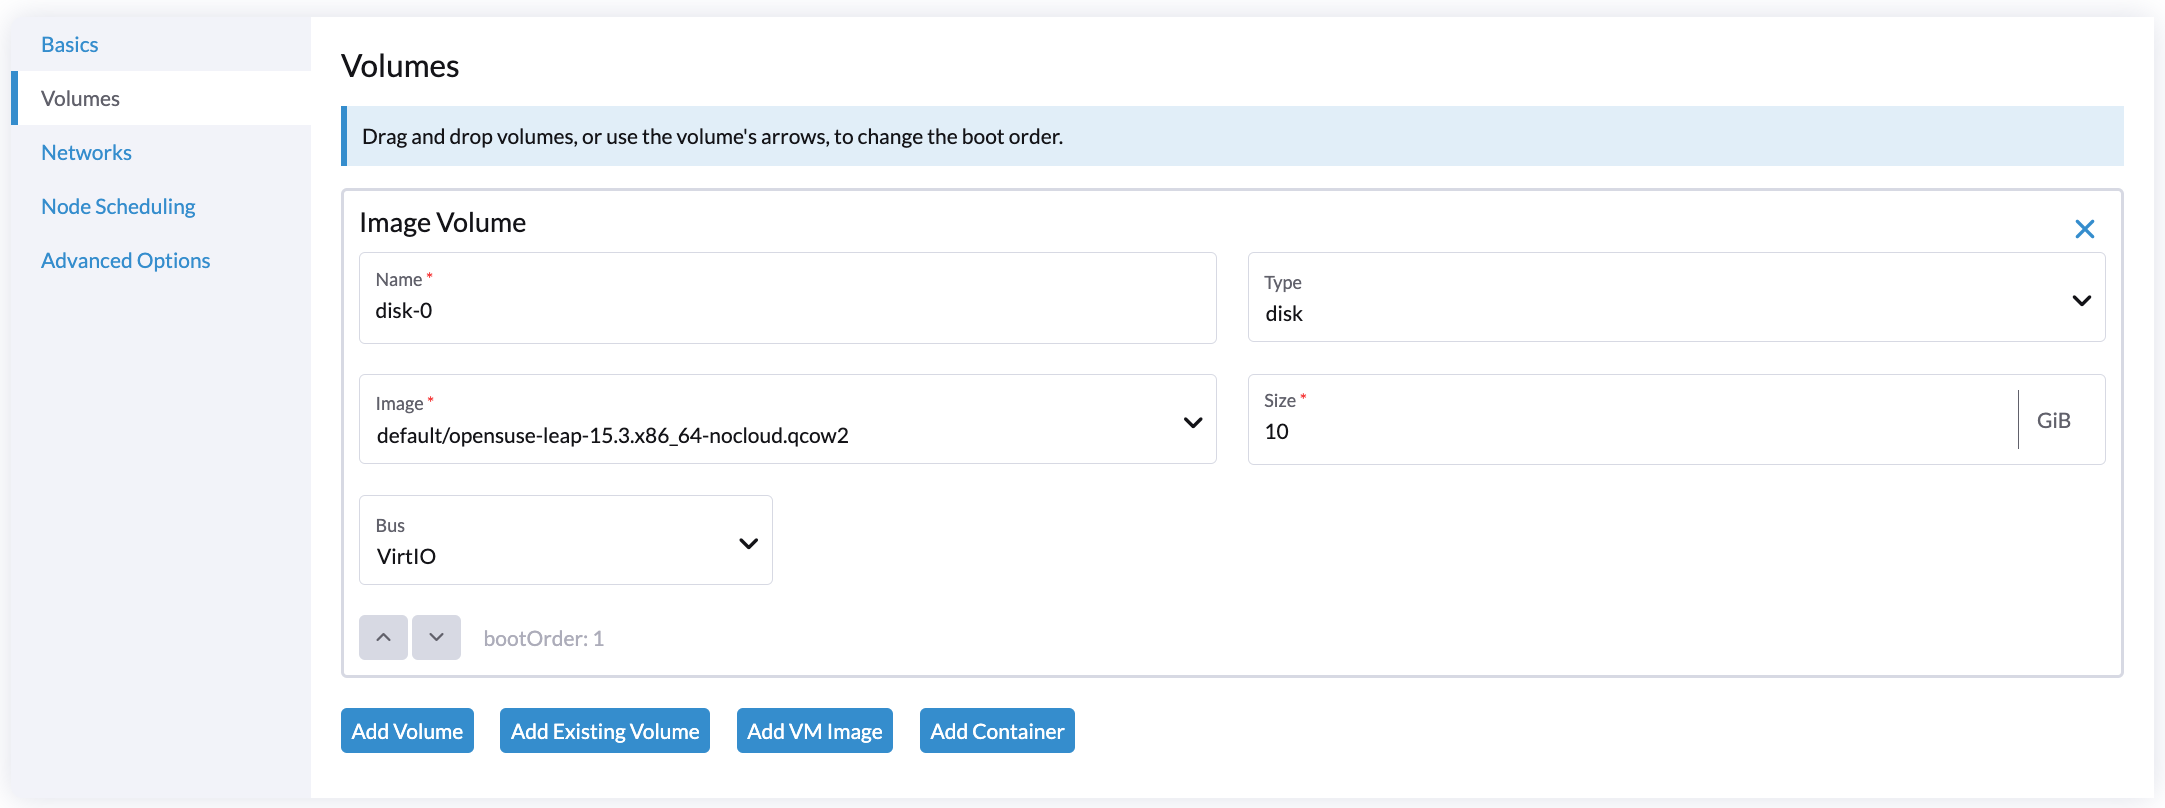 Basics
Volumes
Networks
Node Scheduling
Advanced Options
Volumes
Drag and drop volumes, or use the volume's arrows, to change the boot order.
Image Volume
Name *
disk-0
Type
disk
Image *
default/opensuse-leap-15.3.x86_64-nocloud.qcow2
Size *
10
GiB
Bus
VirtIO
bootOrder: 1
Add Volume
Add Existing Volume
Add VM Image
Add Container